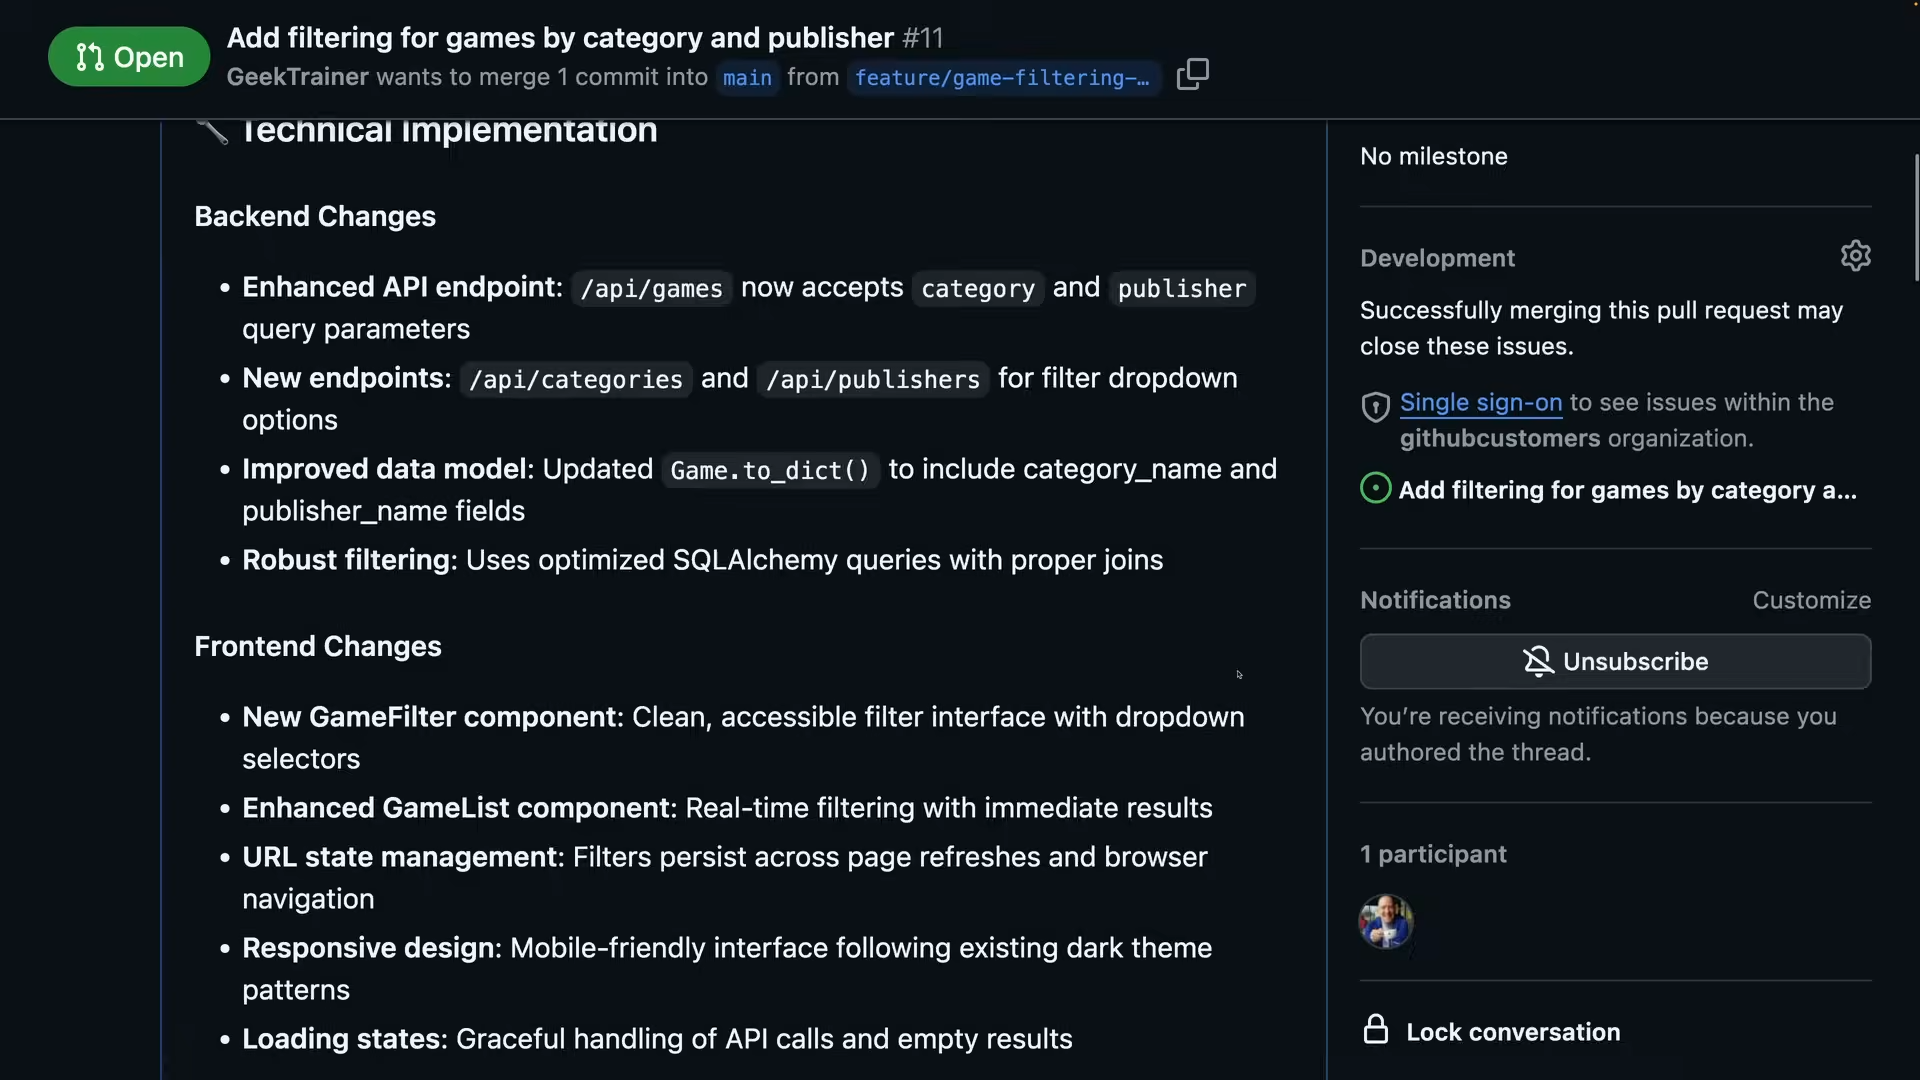 Open
Add filtering for games by category and publisher #11
GeekTrainer wants to merge 1 commit into main from feature/game-filtering-…
Technical Implementation
Backend Changes
• Enhanced API endpoint: /api/games now accepts category and publisher
query parameters
• New endpoints: /api/categories and /api/publishers for filter dropdown
options
• Improved data model: Updated Game.to_dict() to include category_name and
publisher_name fields
• Robust filtering: Uses optimized SQLAlchemy queries with proper joins
Frontend Changes
• New GameFilter component: Clean, accessible filter interface with dropdown
selectors
• Enhanced GameList component: Real-time filtering with immediate results
• URL state management: Filters persist across page refreshes and browser
navigation
• Responsive design: Mobile-friendly interface following existing dark theme
patterns
• Loading states: Graceful handling of API calls and empty results
No milestone
Development
Successfully merging this pull request may
close these issues.
Single sign-on to see issues within the
githubcustomers organization.
Add filtering for games by category a...
Notifications Customize
Unsubscribe
You’re receiving notifications because you
authored the thread.
1 participant
Lock conversation